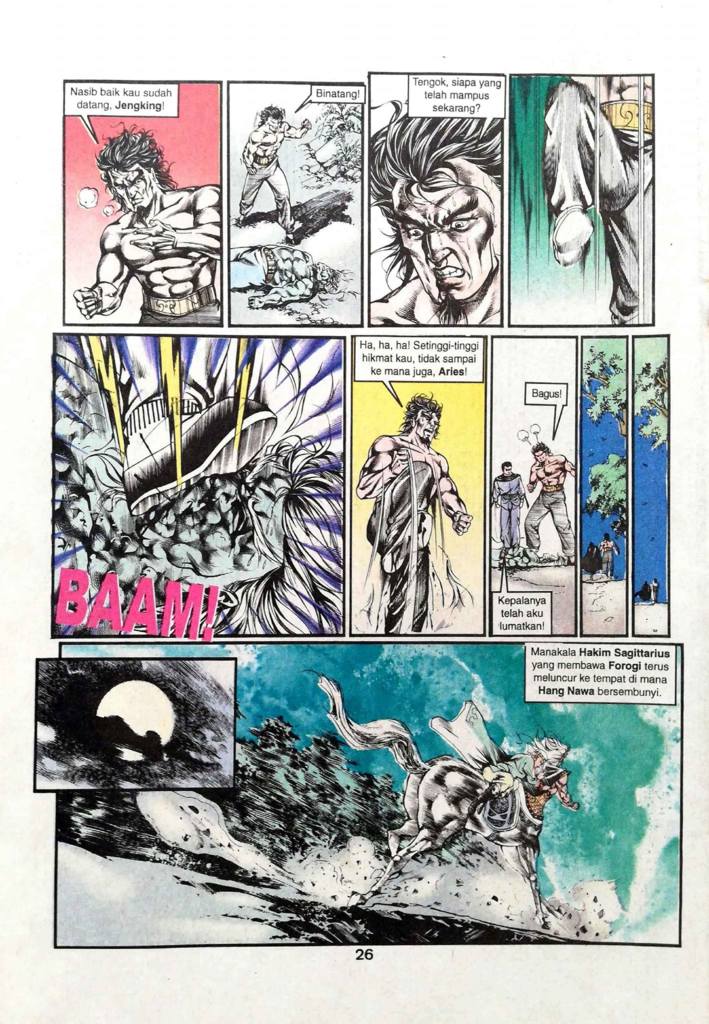 Nasib baik kau sudah
datang, Jengking!
Binatang!
Tengok, siapa yang
telah mampus
sekarang?
BAAM!
Ha, ha, ha! Setinggi-tinggi
hikmat kau, tidak sampai
ke mana juga, Aries!
Bagus!
Kepalanya
telah aku
lumatkan!
Manakala Hakim Sagittarius
yang membawa Forogi terus
meluncur ke tempat di mana
Hang Nawa bersembunyi.
26